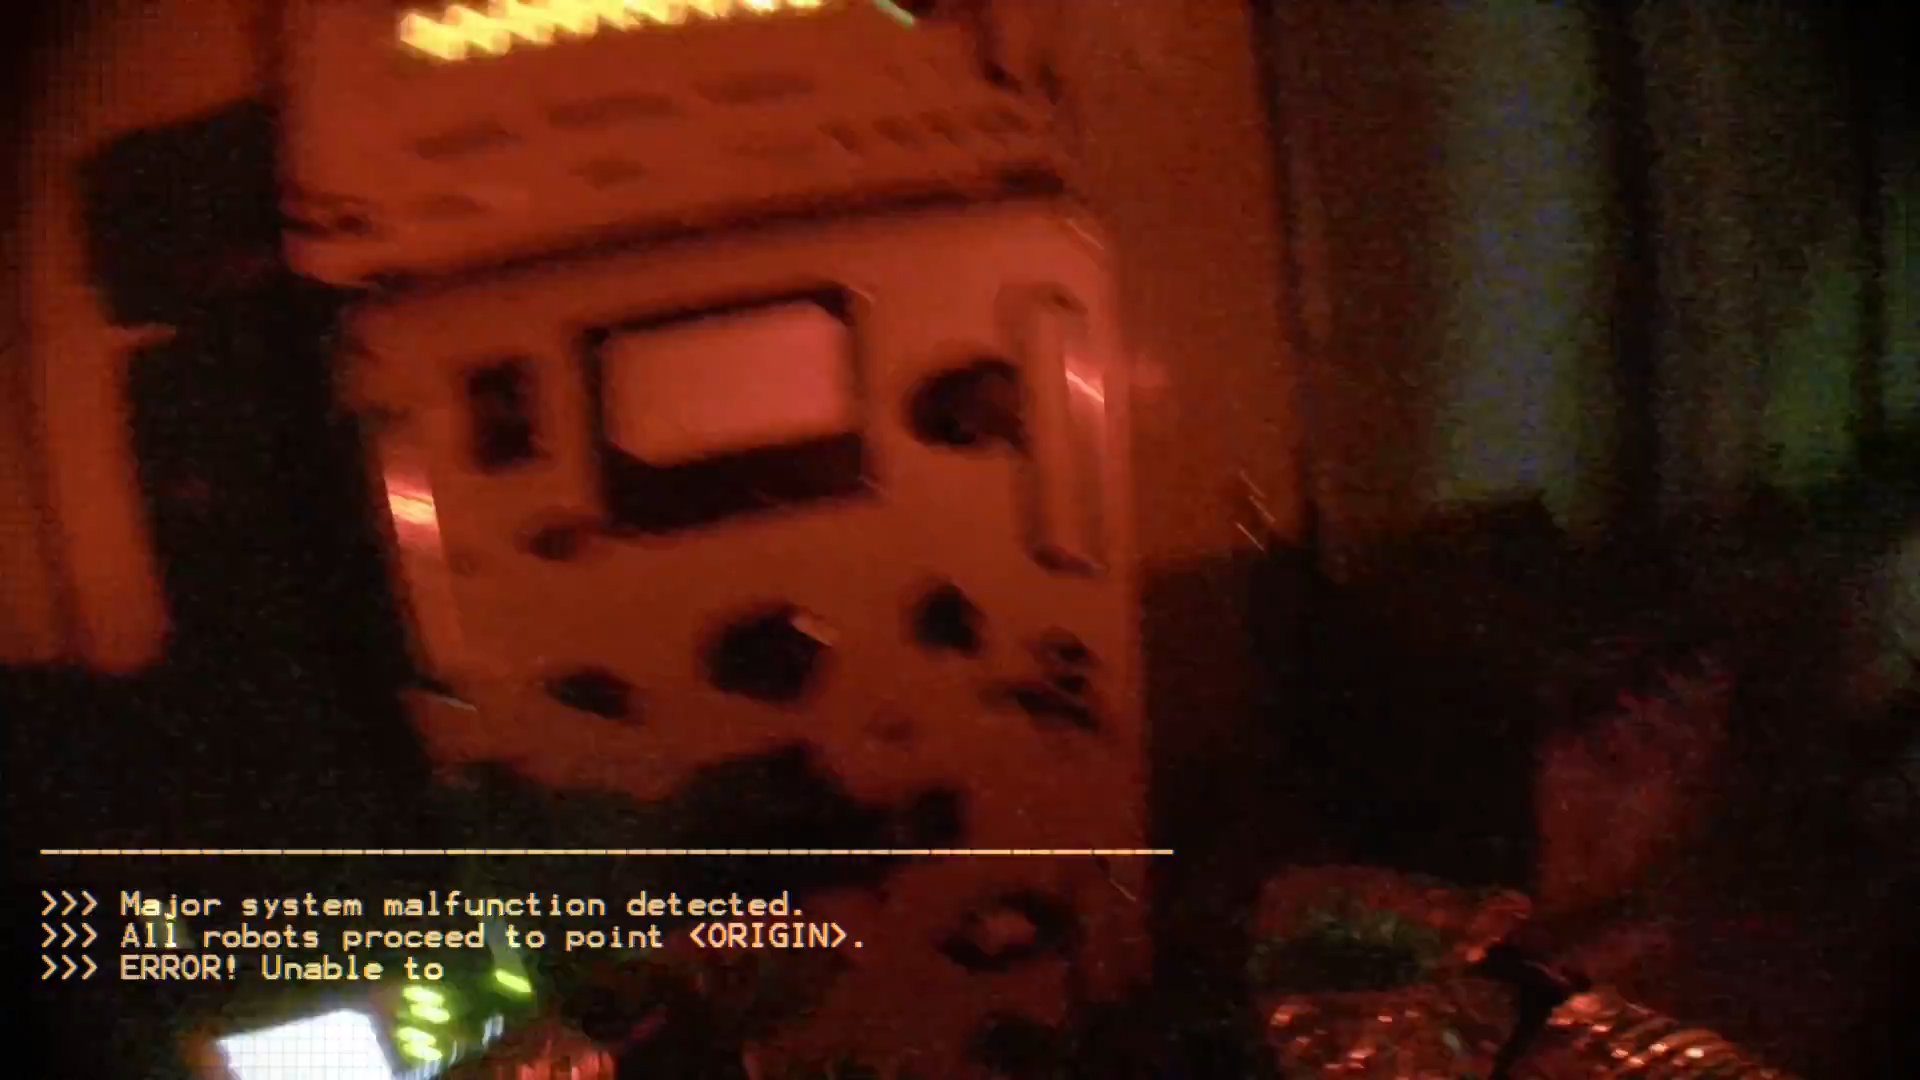 >>> Major system malfunction detected.
>>> All robots proceed to point <ORIGIN>.
>>> ERROR! Unable to